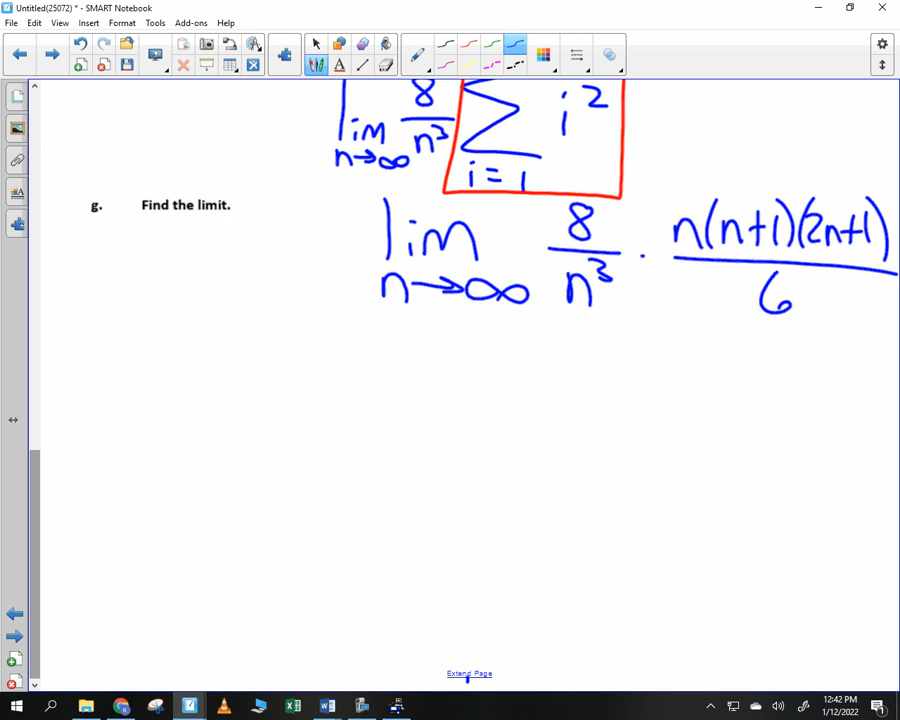 Untitled(25072) * - SMART Notebook
File Edit View Insert Format Tools Add-ons Help
lim n→∞ 8/n³ ∑ i=1 i²
g. Find the limit.
lim n→∞ 8/n³ · n(n+1)(2n+1)/6
Extend Page
12:42 PM
1/12/2022